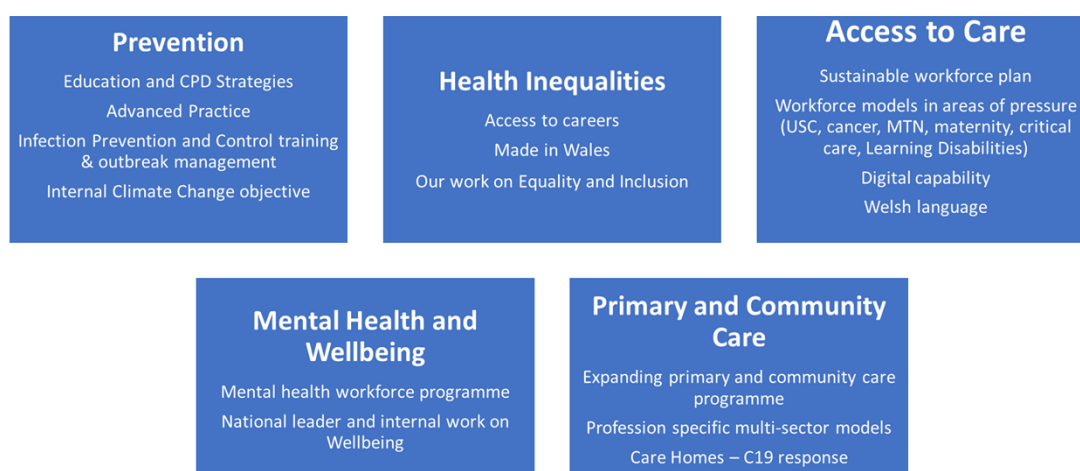 Prevention
Education and CPD Strategies
Advanced Practice
Infection Prevention and Control training
& outbreak management
Internal Climate Change objective
Health Inequalities
Access to careers
Made in Wales
Our work on Equality and Inclusion
Access to Care
Sustainable workforce plan
Workforce models in areas of pressure
(USC, cancer, MTN, maternity, critical
care, Learning Disabilities)
Digital capability
Welsh language
Mental Health and
Wellbeing
Mental health workforce programme
National leader and internal work on
Wellbeing
Primary and Community
Care
Expanding primary and community care
programme
Profession specific multi-sector models
Care Homes – C19 response